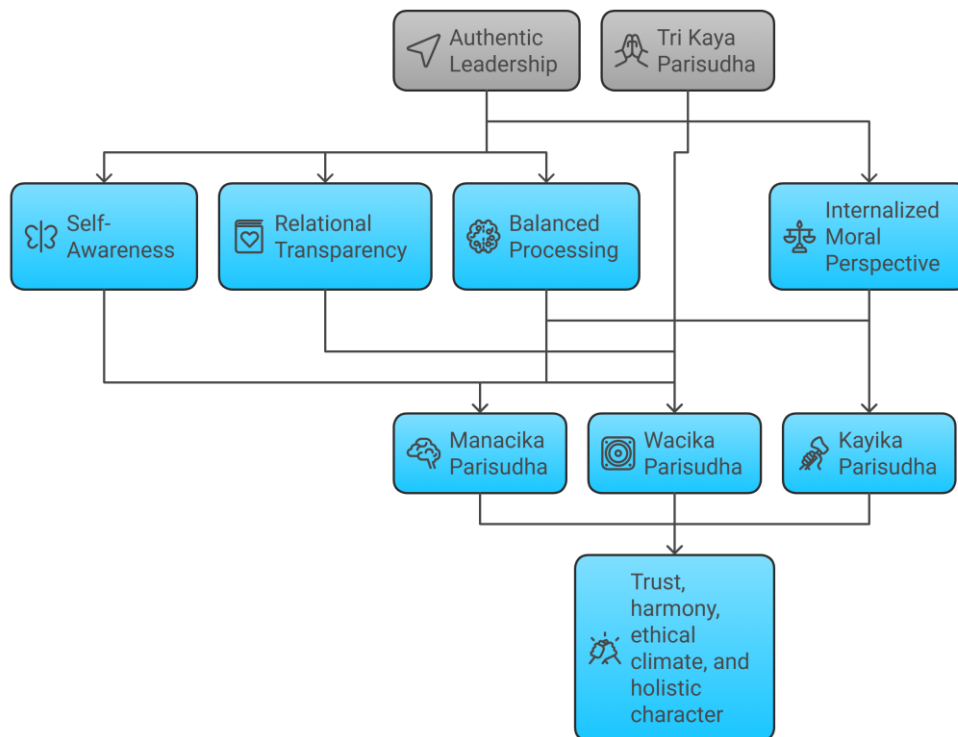 Authentic
Leadership
Tri Kaya
Parisudha
Self-
Awareness
Relational
Transparency
Balanced
Processing
Internalized
Moral
Perspective
Manacika
Parisudha
Wacika
Parisudha
Kayika
Parisudha
Trust,
harmony,
ethical
climate, and
holistic
character